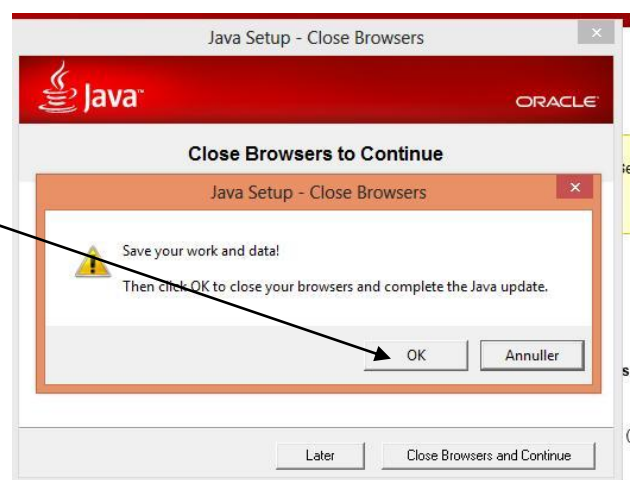 Java Setup - Close Browsers
Java™
ORACLE
Close Browsers to Continue
Java Setup - Close Browsers
Save your work and data!
Then click OK to close your browsers and complete the Java update.
OK Annuller
Later Close Browsers and Continue